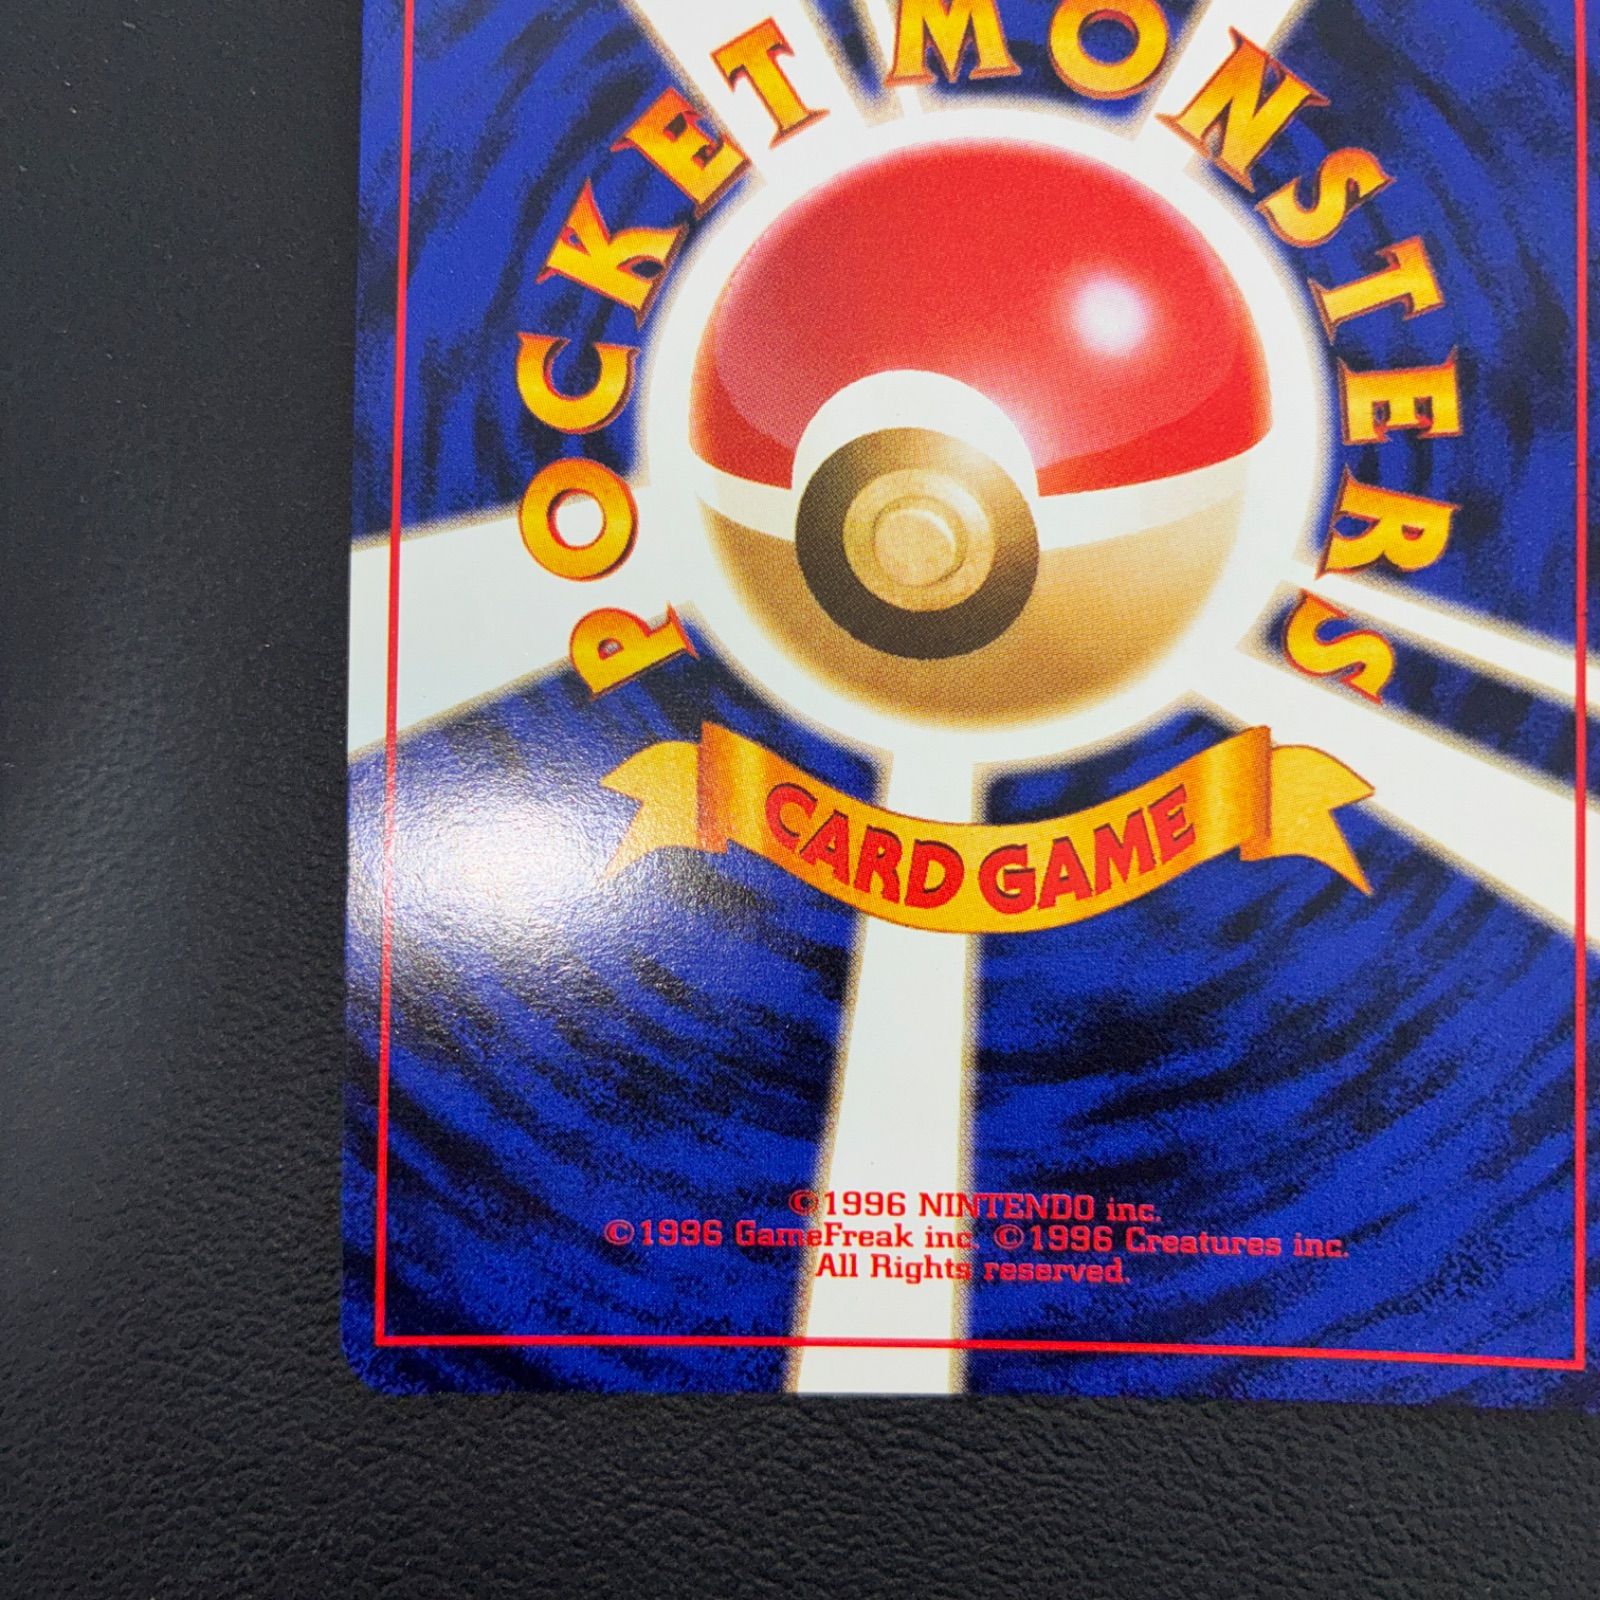 POCKET MONSTERS
CARD GAME
©1996 NINTENDO inc.
©1996 GameFreak inc. ©1996 Creatures inc.
All Rights reserved.